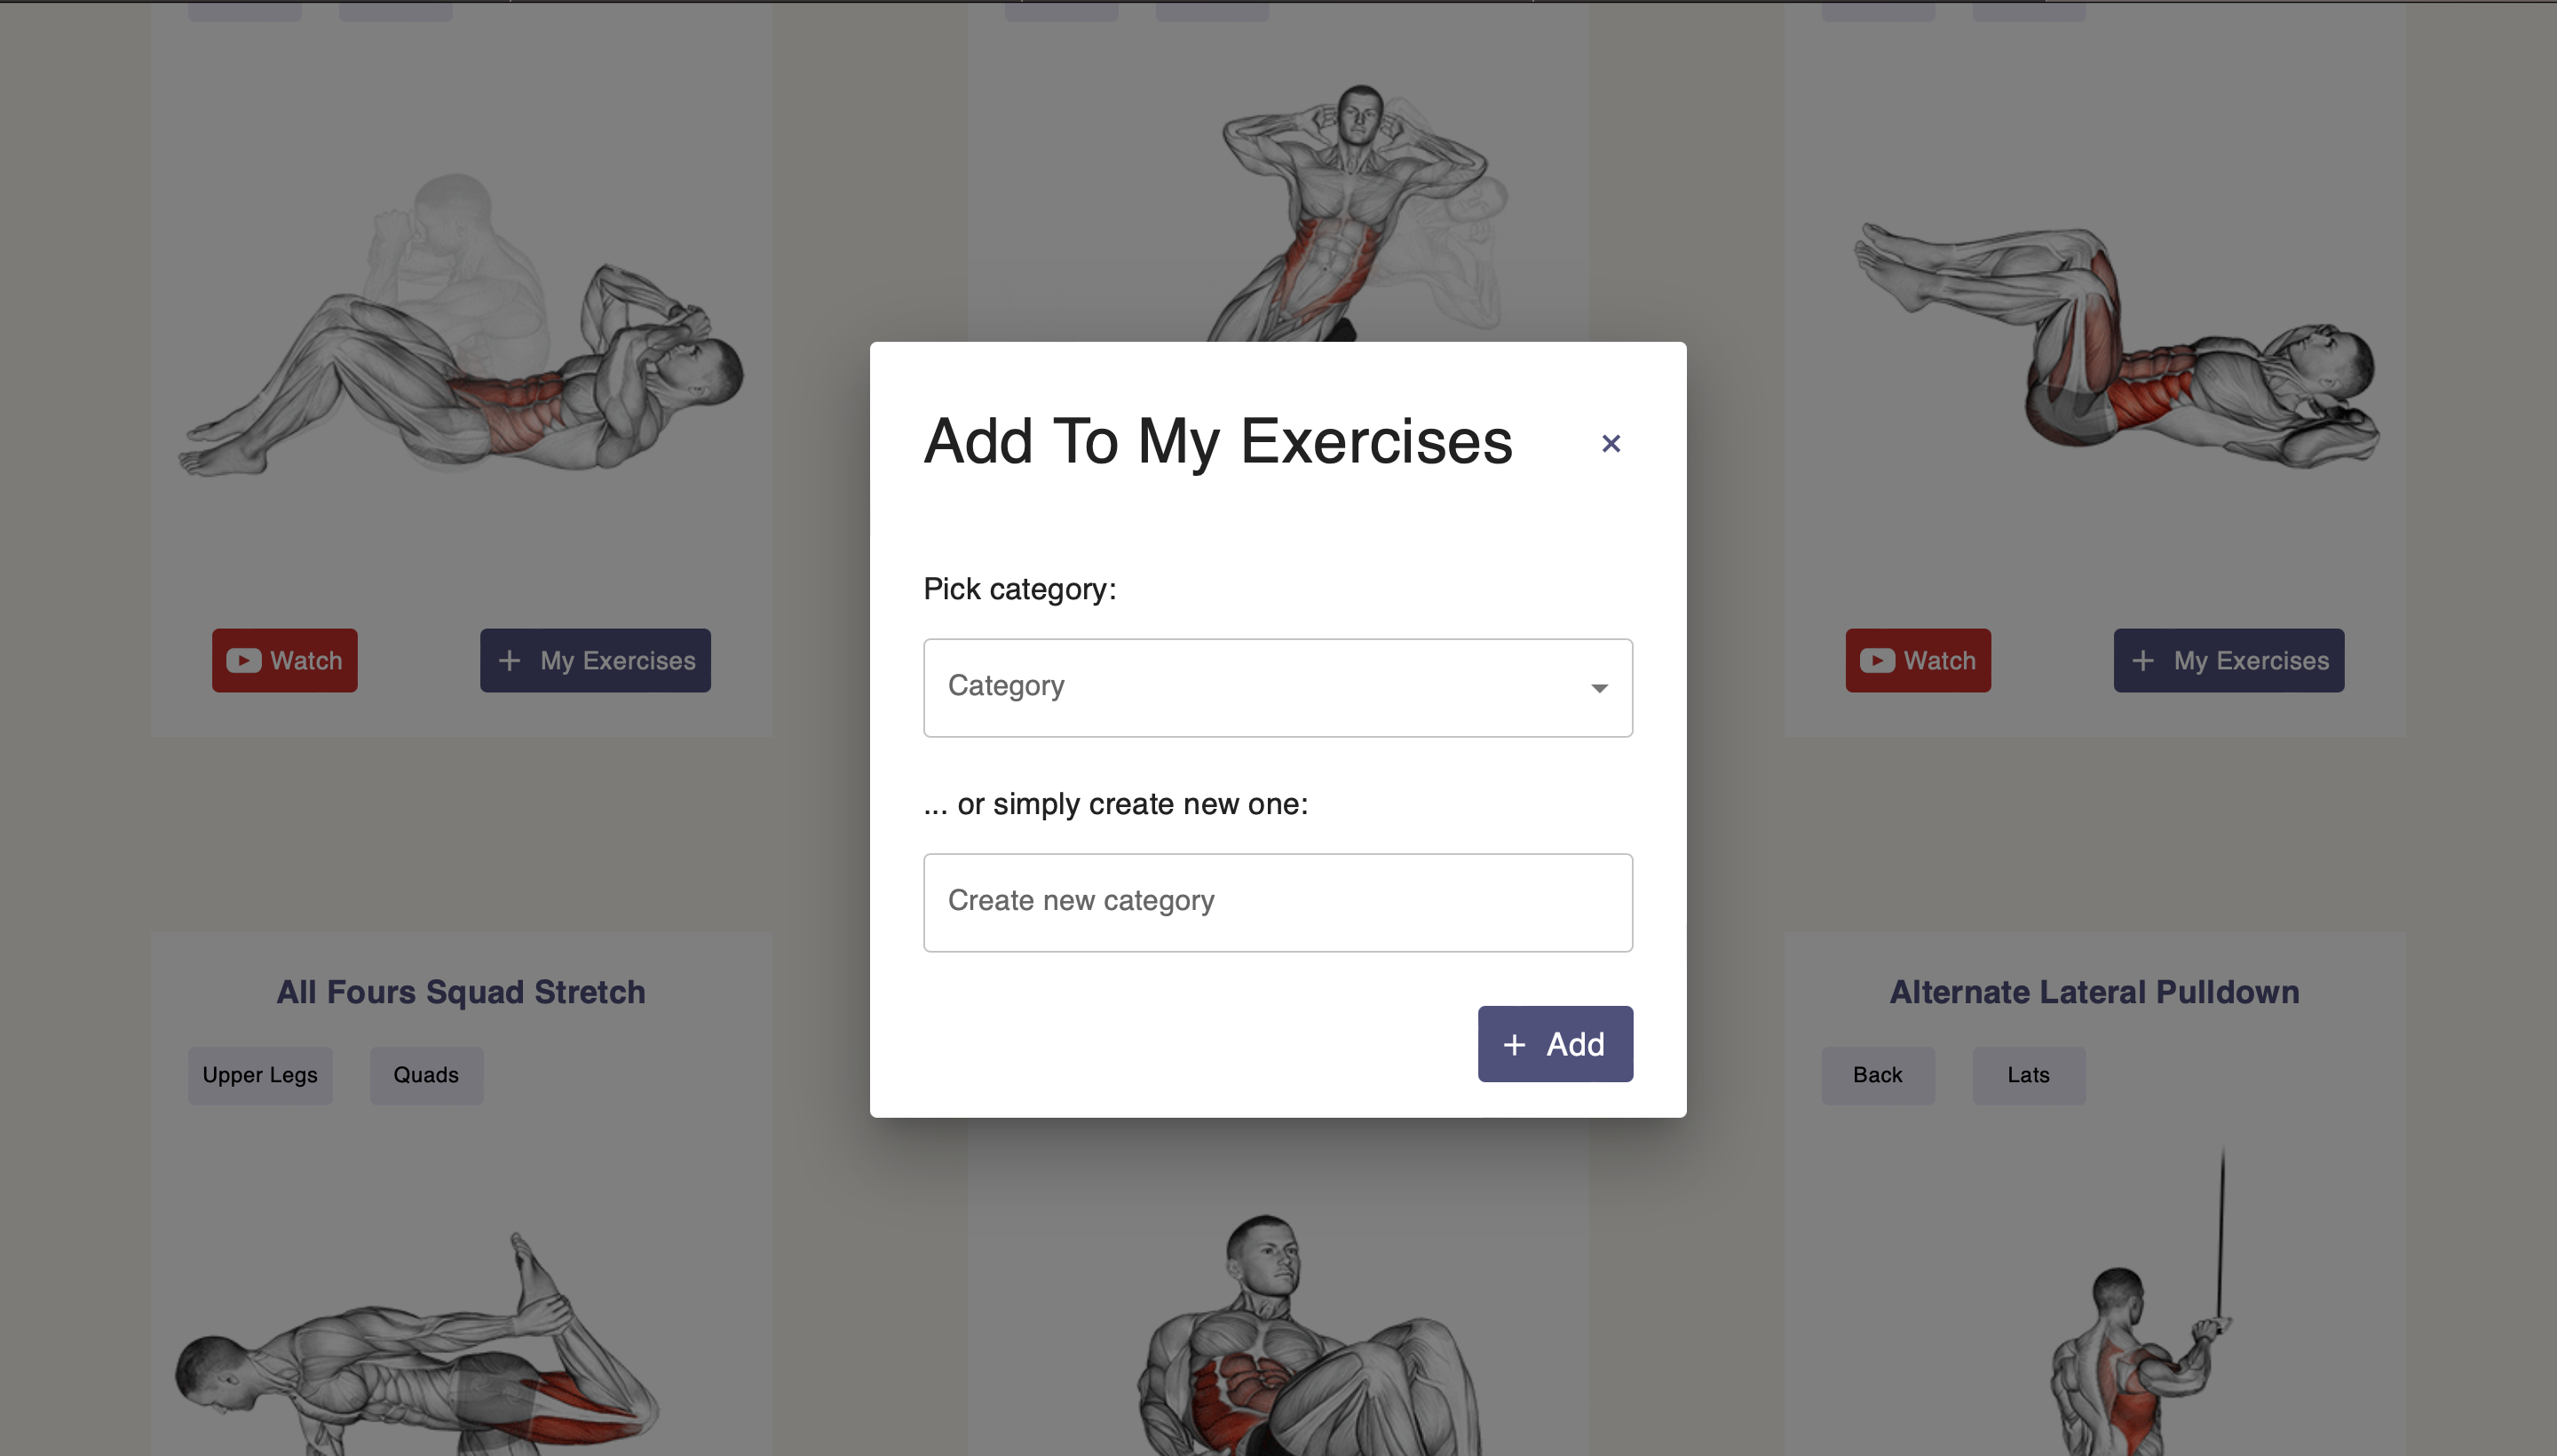 Add To My Exercises
×
Pick category:
Category
... or simply create new one:
Create new category
+ Add
Watch
+ My Exercises
Watch
+ My Exercises
All Fours Squad Stretch
Upper Legs
Quads
Alternate Lateral Pulldown
Back
Lats